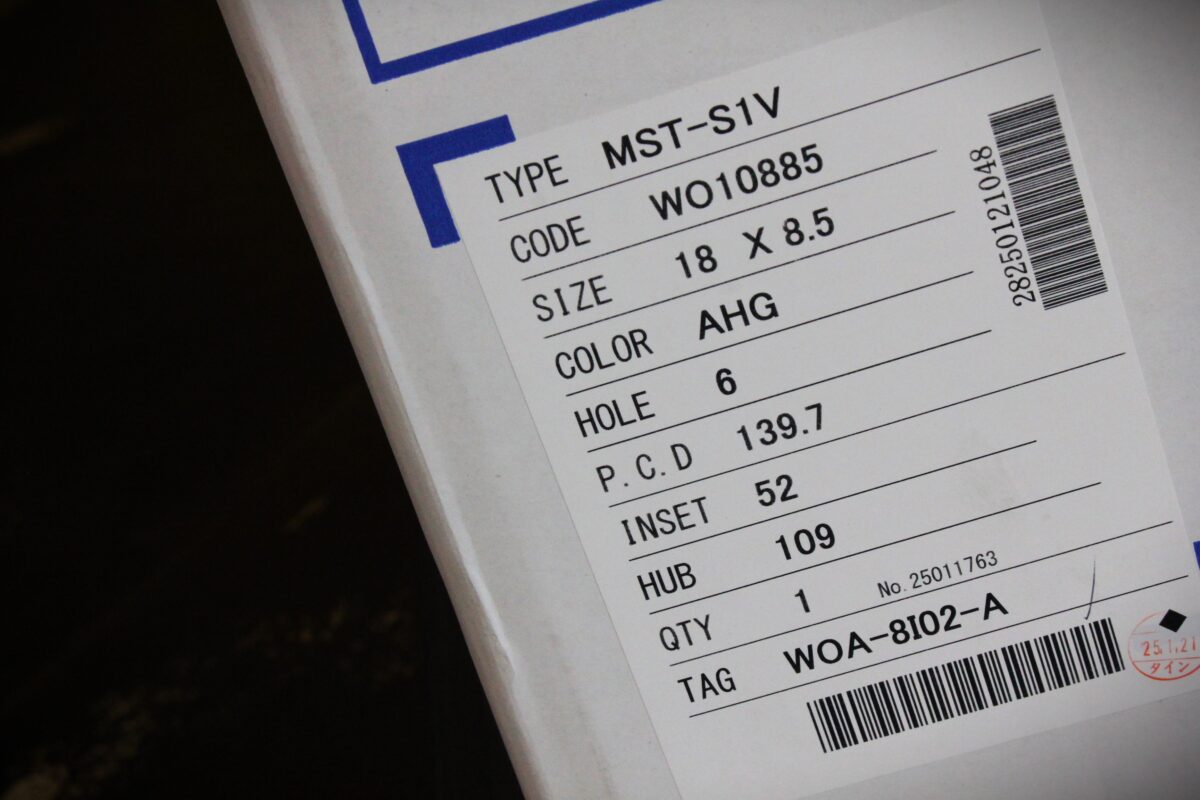 TYPE MST-S1V
CODE WO10885
SIZE 18 X 8.5
COLOR AHG
HOLE 6
P.C.D 139.7
INSET 52
HUB 109
QTY 1 No.25011763
TAG WOA-8I02-A
28250121048
25.1.21
タイン